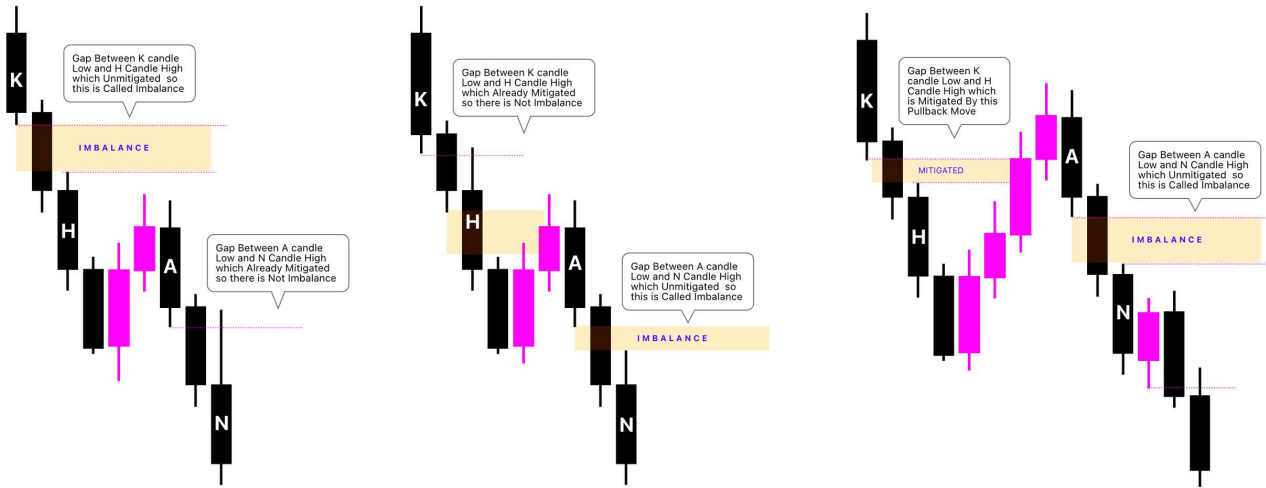 K
Gap Between K candle
Low and H Candle High
which Unmitigated so
this is Called Imbalance
IMBALANCE
H
A
Gap Between A candle
Low and N Candle High
which Already Mitigated
so there is Not Imbalance
N
K
Gap Between K candle
Low and H Candle High
which Already Mitigated
so there is Not Imbalance
H
A
Gap Between A candle
Low and N Candle High
which Unmitigated so
this is Called Imbalance
IMBALANCE
N
K
Gap Between K
candle Low and H
Candle High which
is Mitigated By this
Pullback Move
MITIGATED
H
A
Gap Between A candle
Low and N Candle High
which Unmitigated so
this is Called Imbalance
IMBALANCE
N